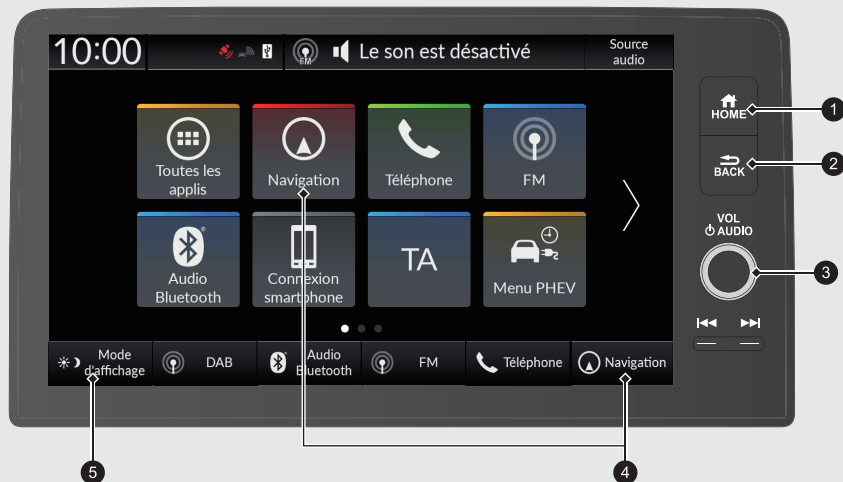 10:00
FM
Le son est désactivé
Source
audio
Toutes les
applis
Navigation
Téléphone
FM
Audio
Bluetooth
Connexion
smartphone
TA
Menu PHEV
Mode
d'affichage
DAB
Audio
Bluetooth
FM
Téléphone
Navigation
HOME
BACK
VOL
AUDIO
1
2
3
4
5